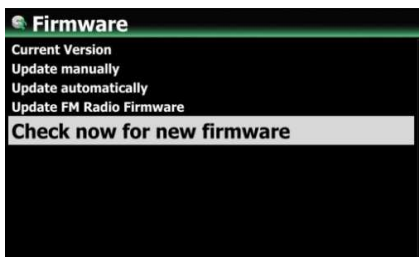 Firmware
Current Version
Update manually
Update automatically
Update FM Radio Firmware
Check now for new firmware